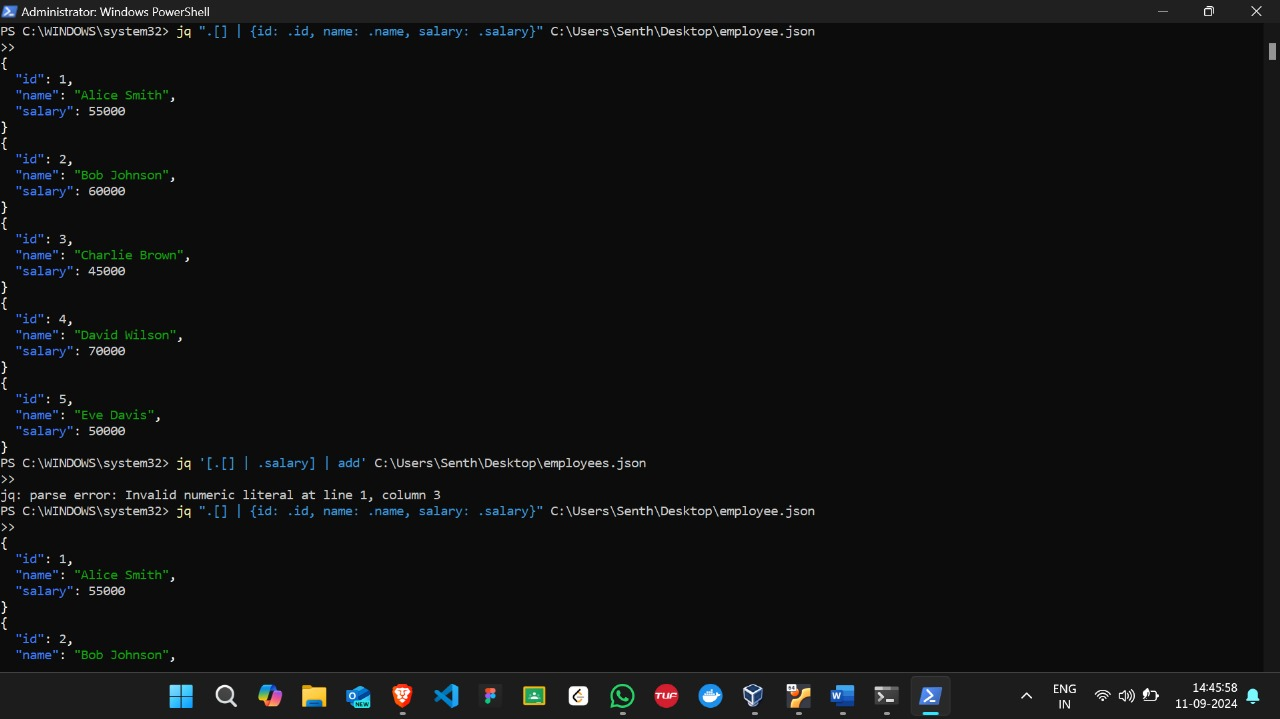 Administrator: Windows PowerShell
PS C:\WINDOWS\system32> jq ".[] | {id: .id, name: .name, salary: .salary}" C:\Users\Senth\Desktop\employee.json
>>
{
  "id": 1,
  "name": "Alice Smith",
  "salary": 55000
}
{
  "id": 2,
  "name": "Bob Johnson",
  "salary": 60000
}
{
  "id": 3,
  "name": "Charlie Brown",
  "salary": 45000
}
{
  "id": 4,
  "name": "David Wilson",
  "salary": 70000
}
{
  "id": 5,
  "name": "Eve Davis",
  "salary": 50000
}
PS C:\WINDOWS\system32> jq '[.[] | .salary] | add' C:\Users\Senth\Desktop\employees.json
>>
jq: parse error: Invalid numeric literal at line 1, column 3
PS C:\WINDOWS\system32> jq ".[] | {id: .id, name: .name, salary: .salary}" C:\Users\Senth\Desktop\employee.json
>>
{
  "id": 1,
  "name": "Alice Smith",
  "salary": 55000
}
{
  "id": 2,
  "name": "Bob Johnson",
NEW
TUF
64
W
ENG
IN
14:45:58
11-09-2024